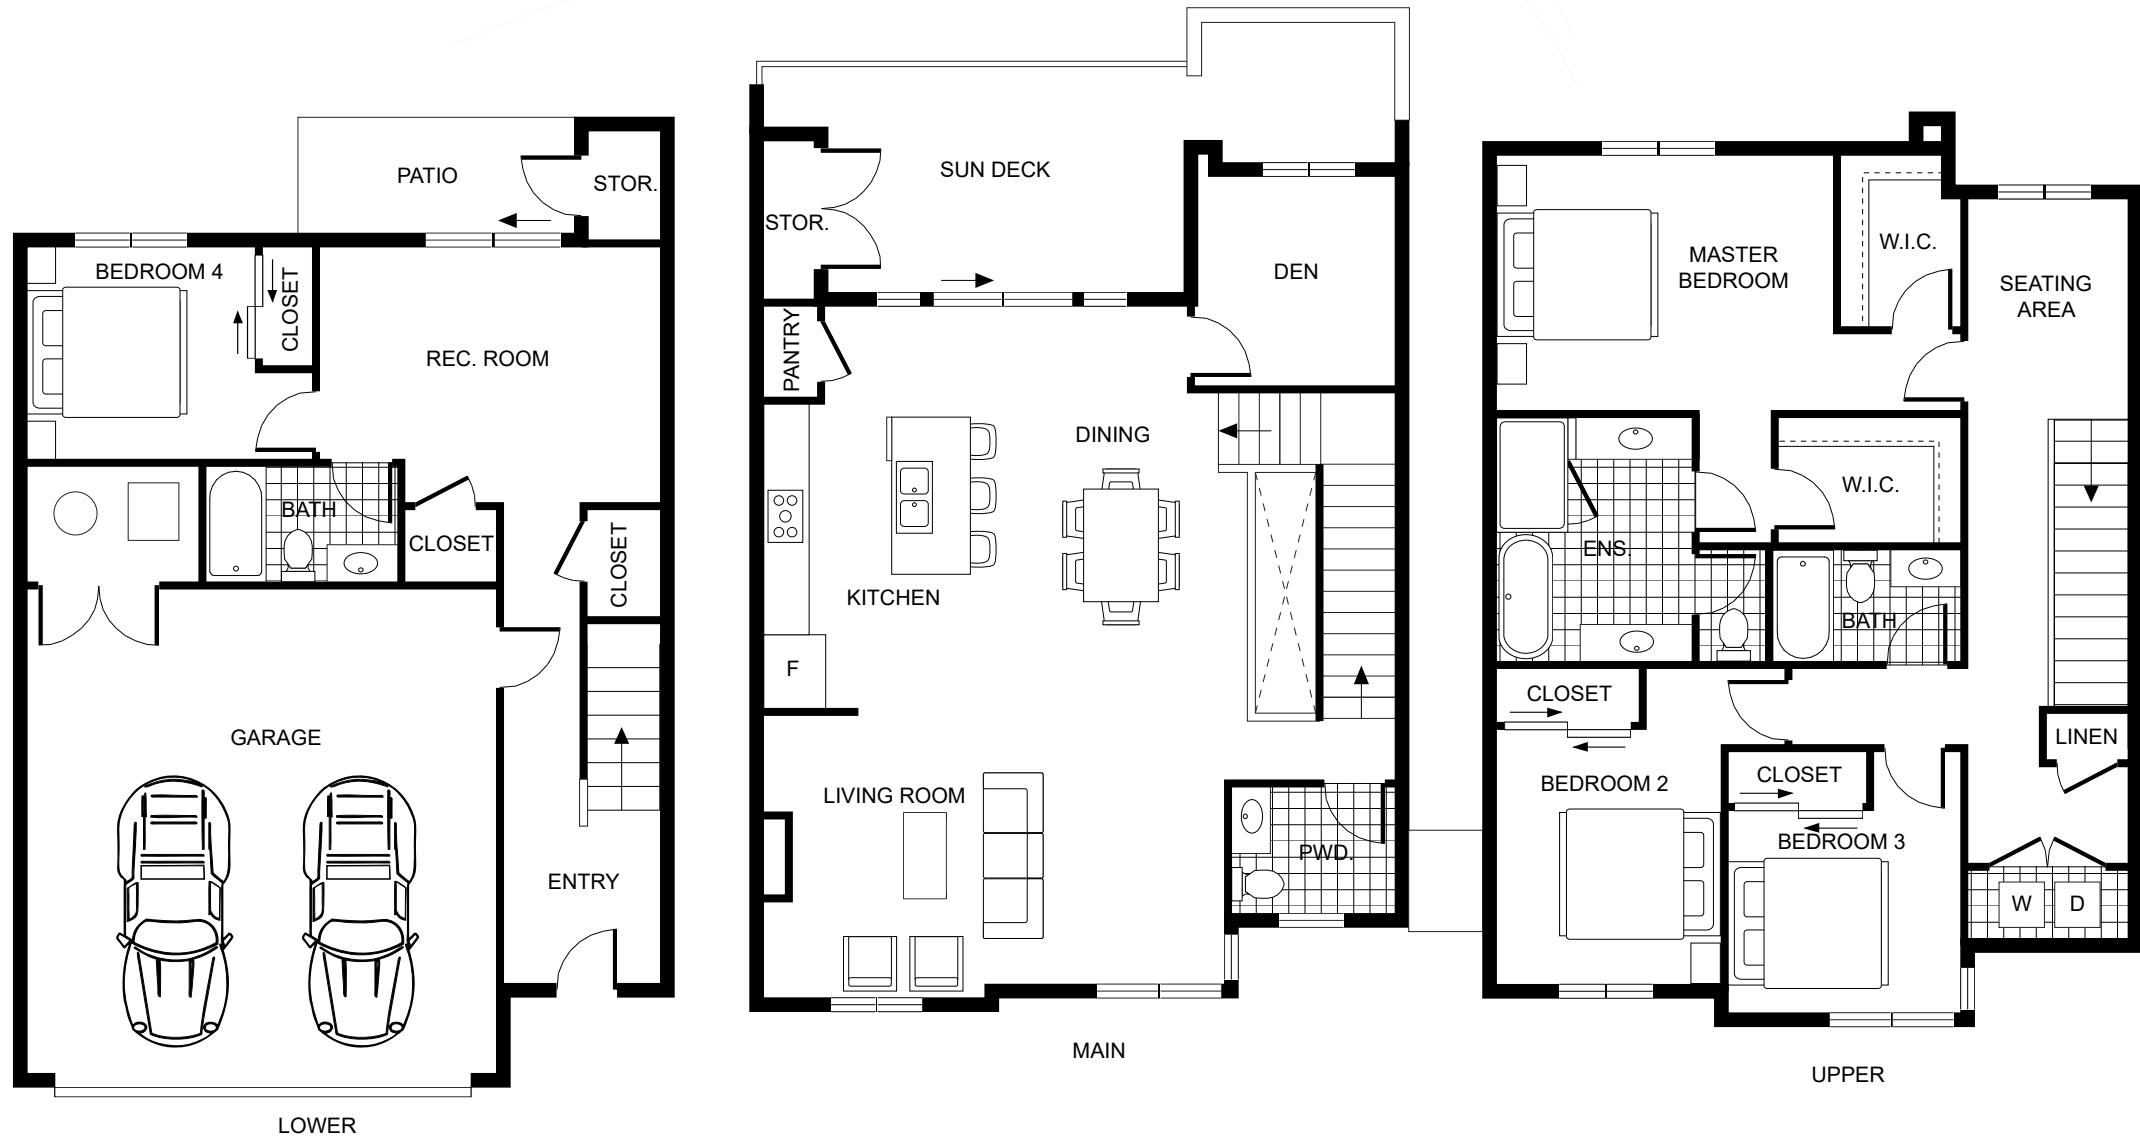 PATIO
STOR.
BEDROOM 4
CLOSET
REC. ROOM
BATH
CLOSET
CLOSET
GARAGE
ENTRY
LOWER
SUN DECK
STOR.
DEN
PANTRY
DINING
KITCHEN
F
LIVING ROOM
PWD.
MAIN
MASTER
BEDROOM
W.I.C.
SEATING
AREA
W.I.C.
ENS.
BATH
CLOSET
LINEN
BEDROOM 2
CLOSET
BEDROOM 3
W
D
UPPER